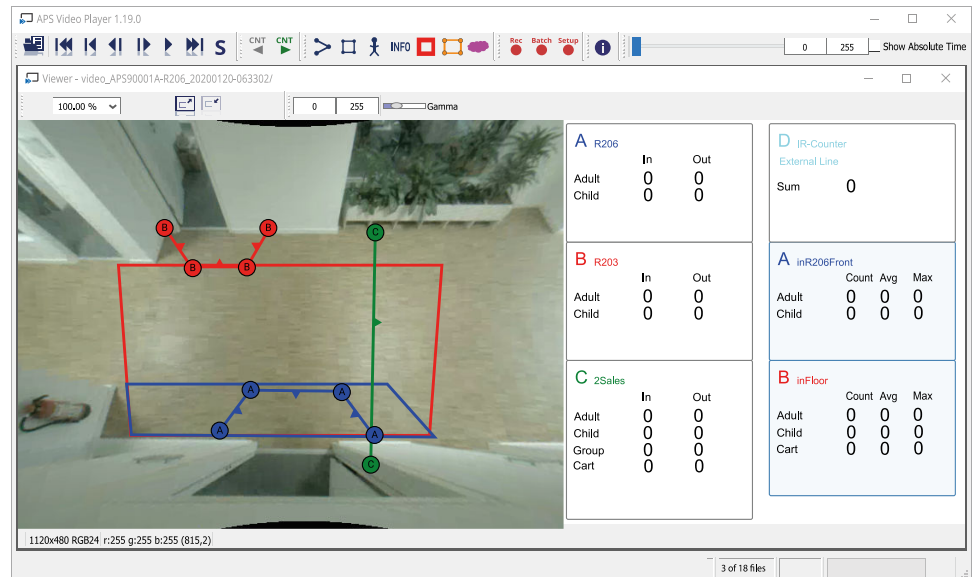 APS Video Player 1.19.0
S CNT CNT INFO Rec Batch Setup 0 255 Show Absolute Time
Viewer - video_APS90001A-R206_20200120-063302/
100.00 % 0 255 Gamma
A R206
In Out
Adult 0 0
Child 0 0
B R203
In Out
Adult 0 0
Child 0 0
C 2Sales
In Out
Adult 0 0
Child 0 0
Group 0 0
Cart 0 0
D IR-Counter
External Line
Sum 0
A inR206Front
Count Avg Max
Adult 0 0 0
Child 0 0 0
B inFloor
Count Avg Max
Adult 0 0 0
Child 0 0 0
Cart 0 0 0
B B
C
B B
A A
A A
C
1120x480 RGB24 r:255 g:255 b:255 (815,2)
3 of 18 files